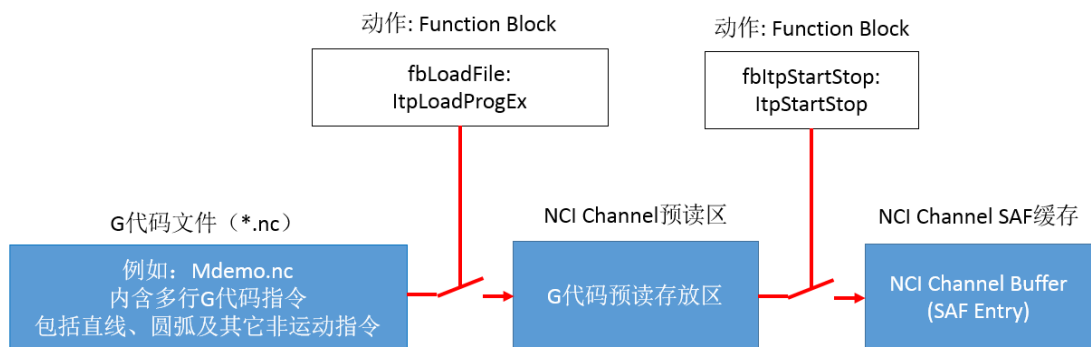 动作: Function Block
fbLoadFile:
ItpLoadProgEx
动作: Function Block
fbItpStartStop:
ItpStartStop
G代码文件（*.nc）
例如：Mdemo.nc
内含多行G代码指令
包括直线、圆弧及其它非运动指令
NCI Channel预读区
G代码预读存放区
NCI Channel SAF缓存
NCI Channel Buffer
(SAF Entry)